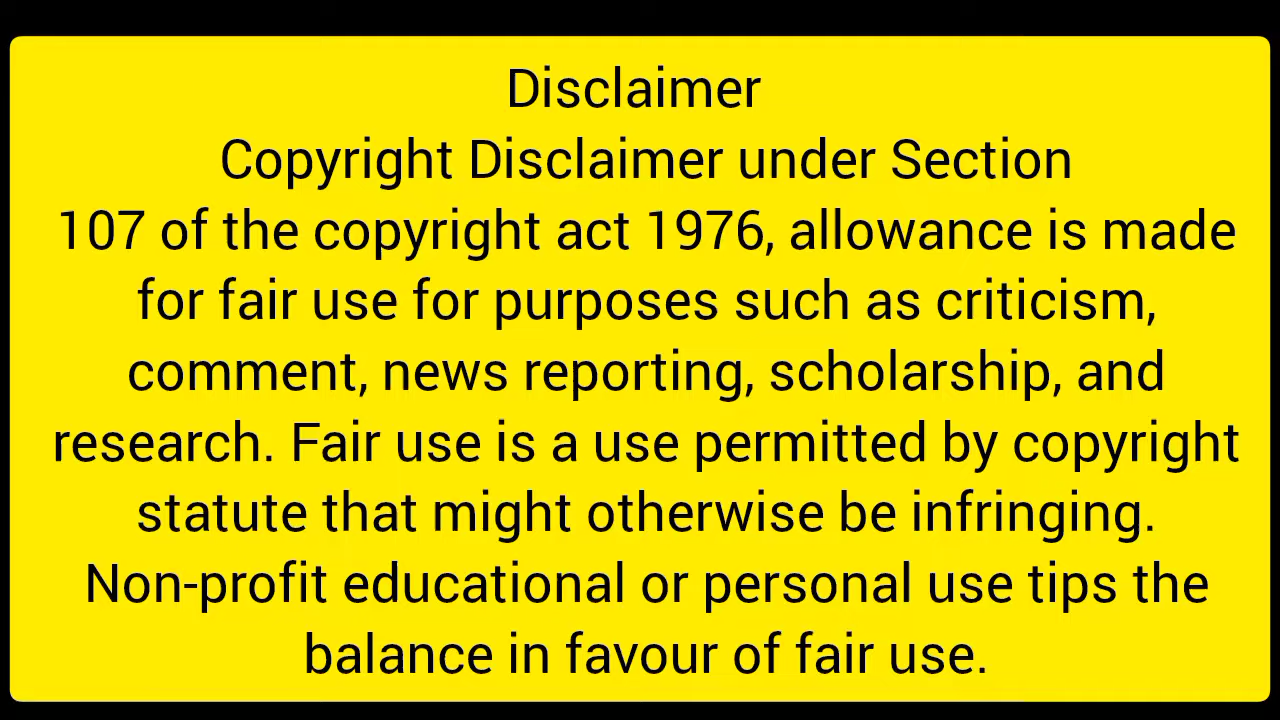 Disclaimer
Copyright Disclaimer under Section
107 of the copyright act 1976, allowance is made
for fair use for purposes such as criticism,
comment, news reporting, scholarship, and
research. Fair use is a use permitted by copyright
statute that might otherwise be infringing.
Non-profit educational or personal use tips the
balance in favour of fair use.